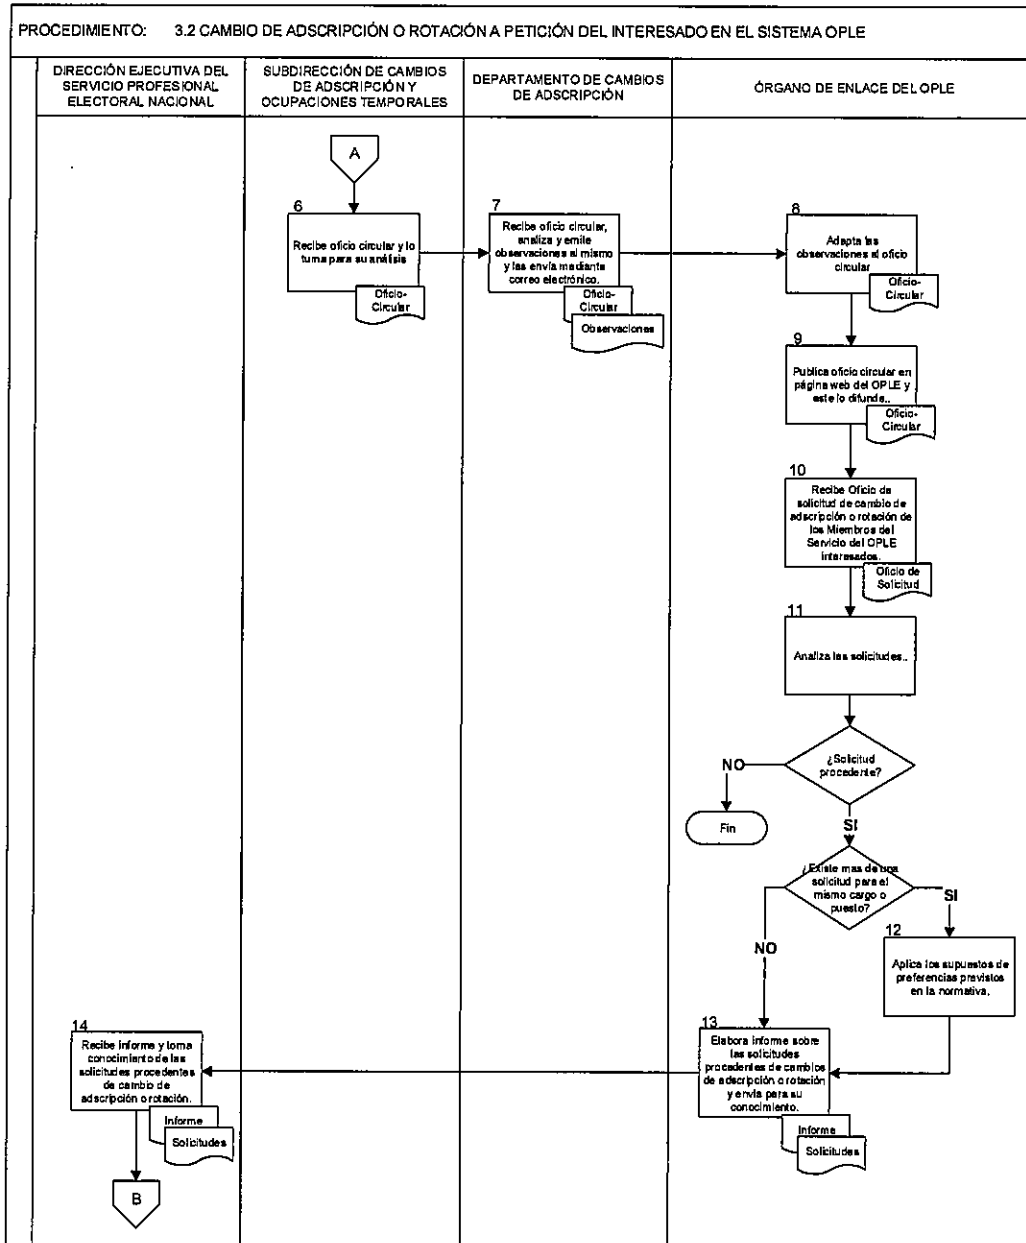 PROCEDIMIENTO: 3.2 CAMBIO DE ADSCRIPCIÓN O ROTACIÓN A PETICIÓN DEL INTERESADO EN EL SISTEMA OPLE
DIRECCIÓN EJECUTIVA DEL
SERVICIO PROFESIONAL
ELECTORAL NACIONAL
SUBDIRECCIÓN DE CAMBIOS
DE ADSCRIPCIÓN Y
OCUPACIONES TEMPORALES
DEPARTAMENTO DE CAMBIOS
DE ADSCRIPCIÓN
ÓRGANO DE ENLACE DEL OPLE
A
6
Recibe oficio circular y lo
turna para su análisis
Oficio-
Circular
7
Recibe oficio circular,
analiza y emite
observaciones al mismo
y las envía mediante
correo electrónico.
Oficio-
Circular
Observaciones
8
Adapta las
observaciones al oficio
circular
Oficio-
Circular
9
Publica oficio circular en
página web del OPLE y
este lo difunde..
Oficio-
Circular
10
Recibe Oficio de
solicitud de cambio de
adscripción o rotación de
los Miembros del
Servicio del OPLE
interesados.
Oficio de
Solicitud
11
Analiza las solicitudes..
¿Solicitud
procedente?
NO
Fin
SI
¿Existe mas de una
solicitud para el
mismo cargo o
puesto?
SI
NO
12
Aplica los supuestos de
preferencias previstos
en la normativa.
13
Elabora informe sobre
las solicitudes
procedentes de cambios
de adscripción o rotación
y envía para su
conocimiento.
Informe
Solicitudes
14
Recibe informe y toma
conocimiento de las
solicitudes procedentes
de cambio de
adscripción o rotación.
Informe
Solicitudes
B